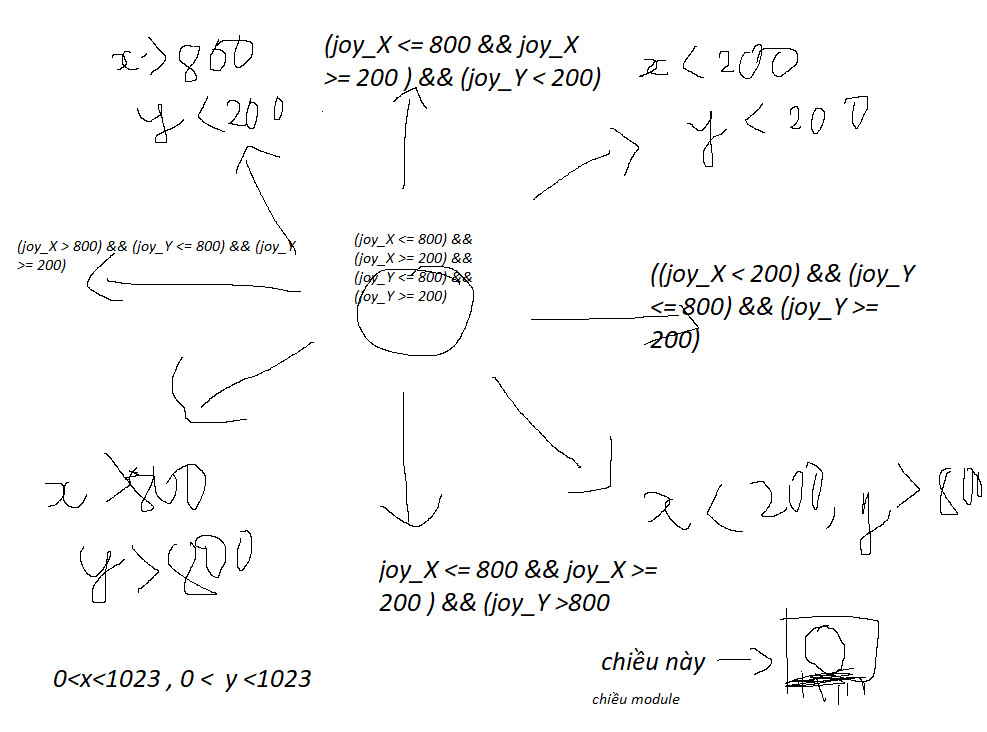 x > 800
y < 200
(joy_X <= 800 && joy_X
>= 200 ) && (joy_Y < 200)
x < 200
y < 200
(joy_X > 800) && (joy_Y <= 800) && (joy_Y
>= 200)
(joy_X <= 800) &&
(joy_X >= 200) &&
(joy_Y <= 800) &&
(joy_Y >= 200)
((joy_X < 200) && (joy_Y
<= 800) && (joy_Y >=
200)
x > 800
y > 800
joy_X <= 800 && joy_X >=
200 ) && (joy_Y >800
x < 200, y > 800
0<x<1023 , 0 < y <1023
chiều này
chiều module